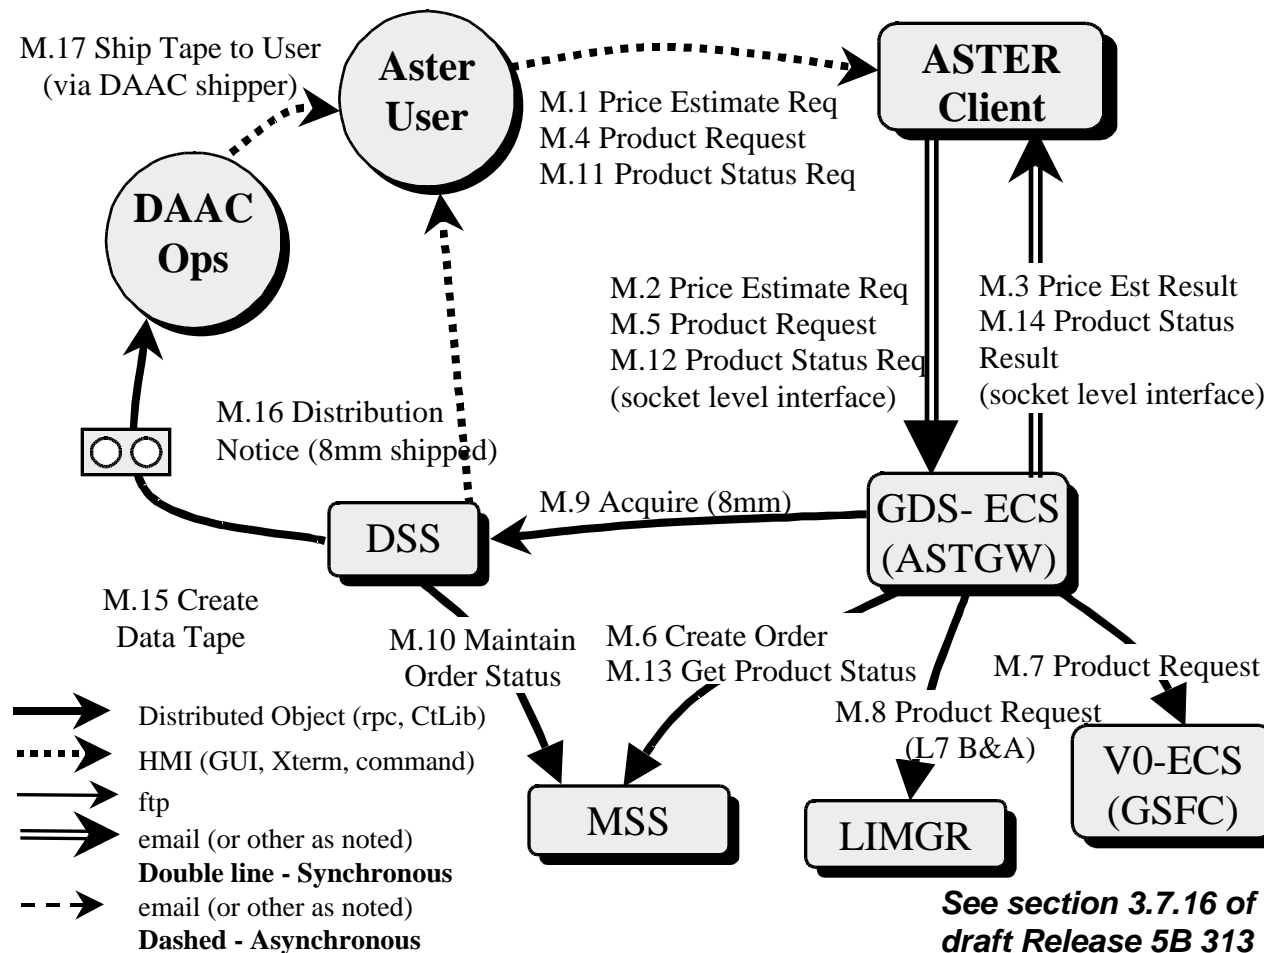 M.17 Ship Tape to User
(via DAAC shipper)
Aster
User
ASTER
Client
M.1 Price Estimate Req
M.4 Product Request
M.11 Product Status Req
DAAC
Ops
M.2 Price Estimate Req
M.5 Product Request
M.12 Product Status Req
(socket level interface)
M.3 Price Est Result
M.14 Product Status
Result
(socket level interface)
M.16 Distribution
Notice (8mm shipped)
M.9 Acquire (8mm)
DSS
GDS- ECS
(ASTGW)
M.15 Create
Data Tape
M.10 Maintain
Order Status
M.6 Create Order
M.13 Get Product Status
M.7 Product Request
M.8 Product Request
(L7 B&A)
MSS
LIMGR
V0-ECS
(GSFC)
Distributed Object (rpc, CtLib)
HMI (GUI, Xterm, command)
ftp
email (or other as noted)
Double line - Synchronous
email (or other as noted)
Dashed - Asynchronous
See section 3.7.16 of
draft Release 5B 313